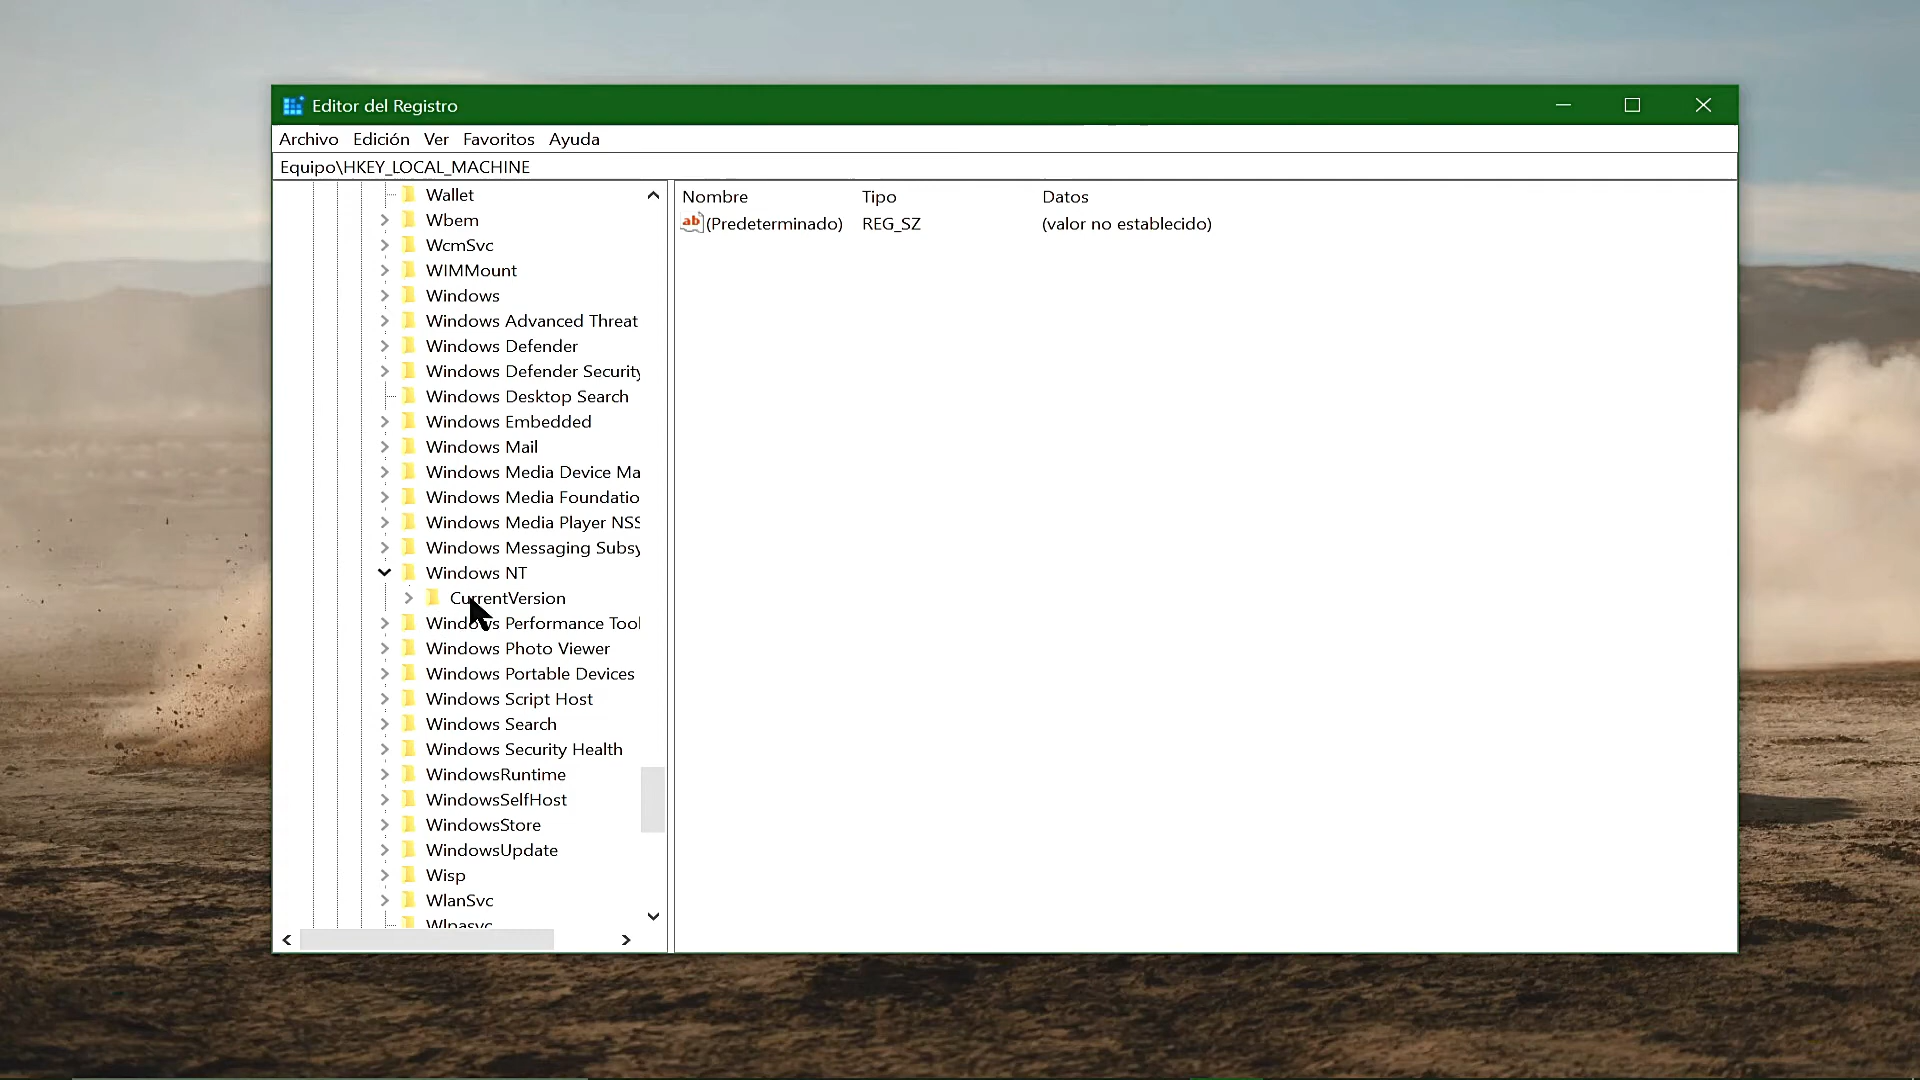 Editor del Registro
Archivo Edición Ver Favoritos Ayuda
Equipo\HKEY_LOCAL_MACHINE
Wallet
Wbem
WcmSvc
WIMMount
Windows
Windows Advanced Threat
Windows Defender
Windows Defender Security
Windows Desktop Search
Windows Embedded
Windows Mail
Windows Media Device Ma
Windows Media Foundatio
Windows Media Player NSS
Windows Messaging Subsy
Windows NT
CurrentVersion
Windows Performance Tool
Windows Photo Viewer
Windows Portable Devices
Windows Script Host
Windows Search
Windows Security Health
WindowsRuntime
WindowsSelfHost
WindowsStore
WindowsUpdate
Wisp
WlanSvc
Wlpasvc
Nombre Tipo Datos
ab (Predeterminado) REG_SZ (valor no establecido)